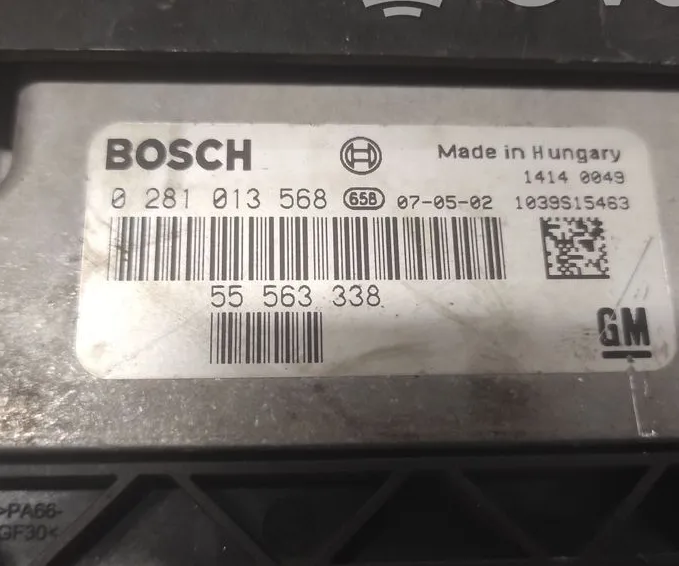 BOSCH
Made in Hungary
1414 0049
0 281 013 568 658 07-05-02 1039S15463
55 563 338
GM
>PA66-
GF30<